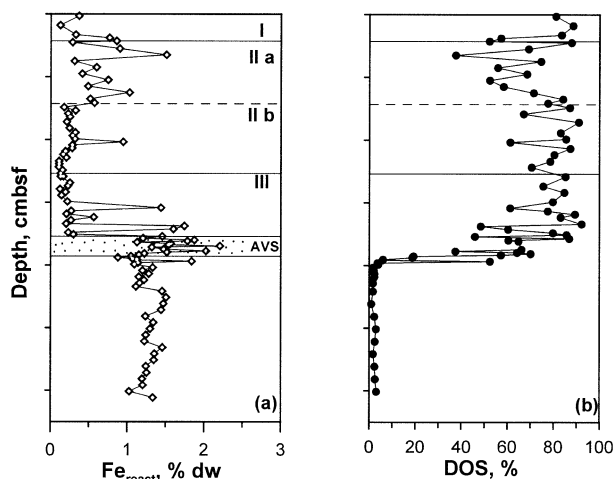 I
II a
II b
III
AVS
Depth, cmbsf
(a)
(b)
0 1 2 3
0 20 40 60 80 100
Fe react, % dw
DOS, %